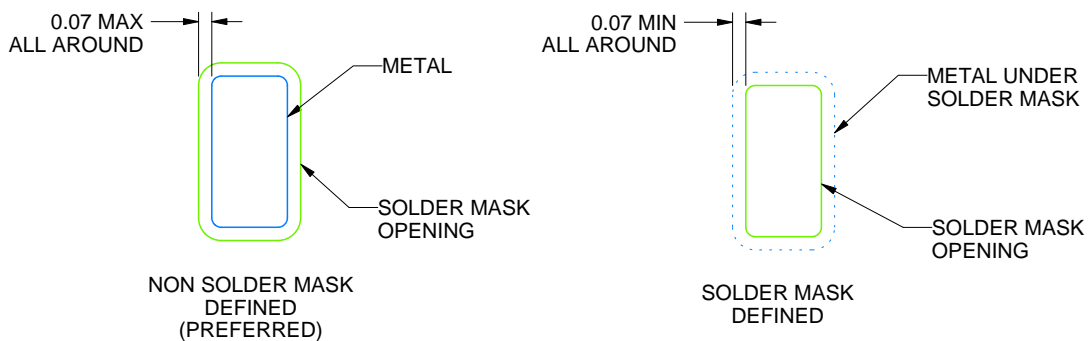 0.07 MAX
ALL AROUND
METAL
SOLDER MASK
OPENING
NON SOLDER MASK
DEFINED
(PREFERRED)
0.07 MIN
ALL AROUND
METAL UNDER
SOLDER MASK
SOLDER MASK
OPENING
SOLDER MASK
DEFINED